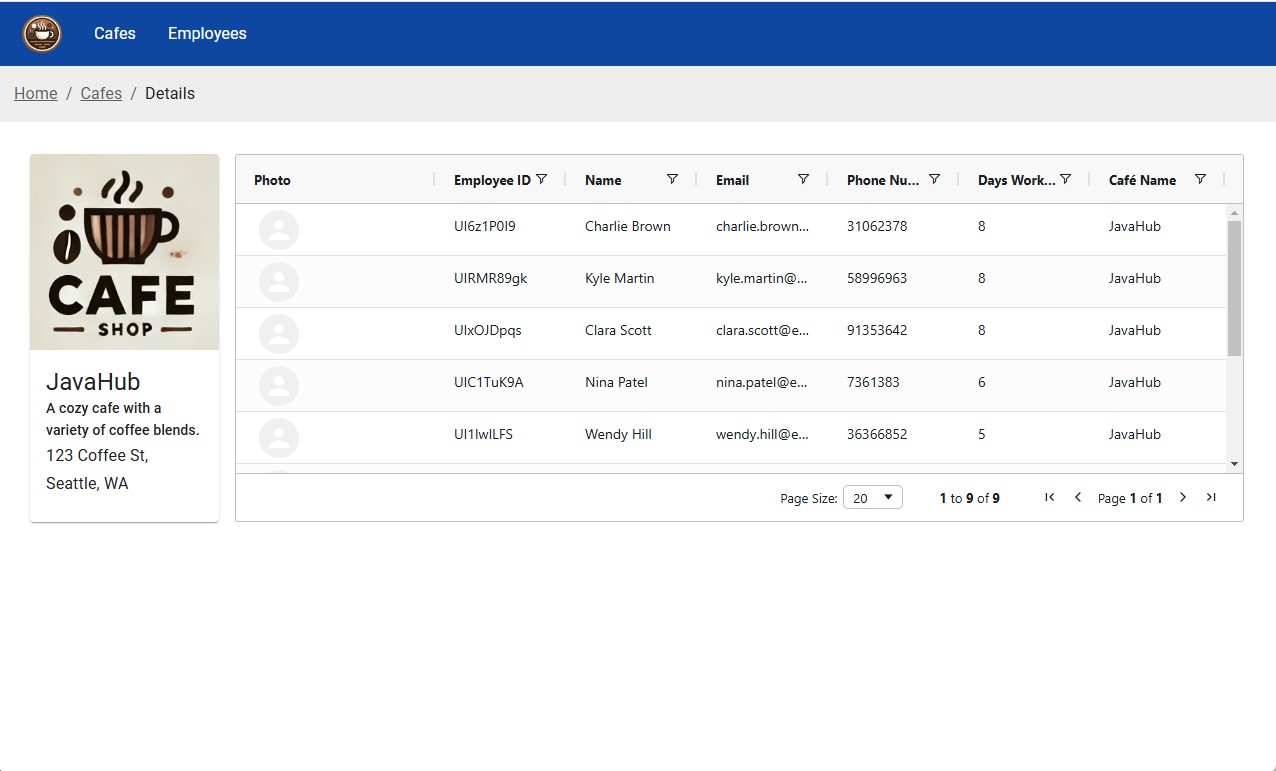 Cafes Employees
Home / Cafes / Details
CAFE
SHOP
JavaHub
A cozy cafe with a
variety of coffee blends.
123 Coffee St,
Seattle, WA
Photo Employee ID Name Email Phone Nu... Days Work... Café Name
UI6z1P0I9 Charlie Brown charlie.brown... 31062378 8 JavaHub
UIRMR89gk Kyle Martin kyle.martin@... 58996963 8 JavaHub
UIxOJDpqs Clara Scott clara.scott@e... 91353642 8 JavaHub
UIC1TuK9A Nina Patel nina.patel@e... 7361383 6 JavaHub
UI1lwlLFS Wendy Hill wendy.hill@e... 36366852 5 JavaHub
Page Size: 20 1 to 9 of 9 Page 1 of 1